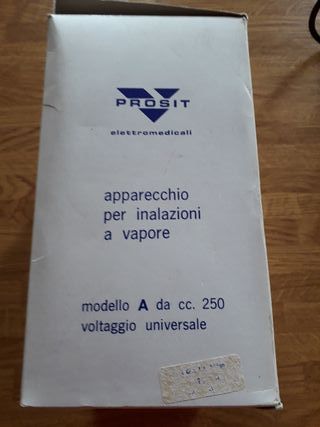 PROSIT
elettromedicali
apparecchio
per inalazioni
a vapore
modello A da cc. 250
voltaggio universale